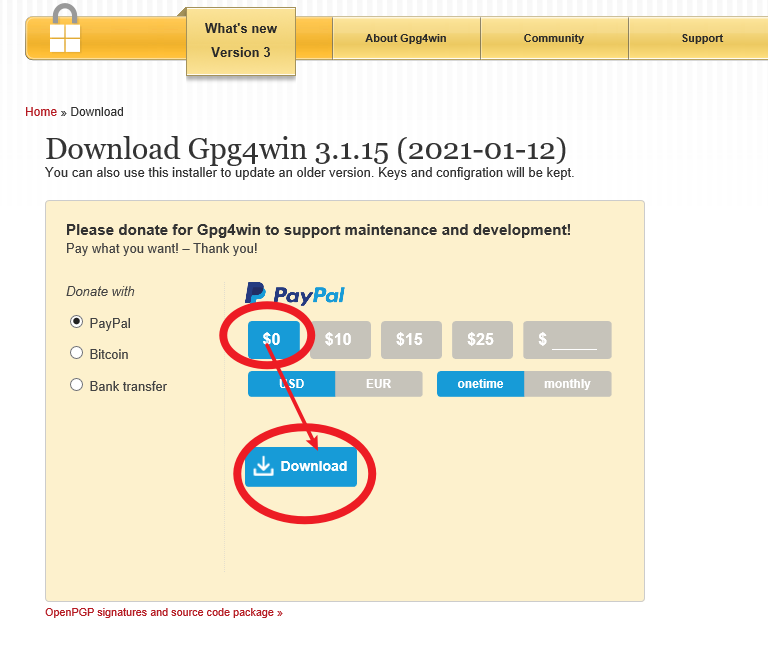 What's new
Version 3
About Gpg4win
Community
Support
Home » Download
Download Gpg4win 3.1.15 (2021-01-12)
You can also use this installer to update an older version. Keys and configration will be kept.
Please donate for Gpg4win to support maintenance and development!
Pay what you want! – Thank you!
Donate with
PayPal
PayPal
Bitcoin
Bank transfer
$0
$10
$15
$25
$ _____
USD
EUR
onetime
monthly
Download
OpenPGP signatures and source code package »